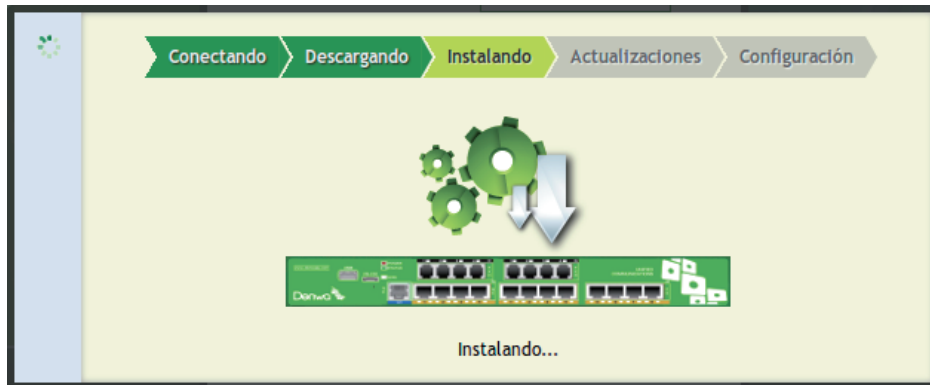 Conectando Descargando Instalando Actualizaciones Configuración
Denwa
Instalando...